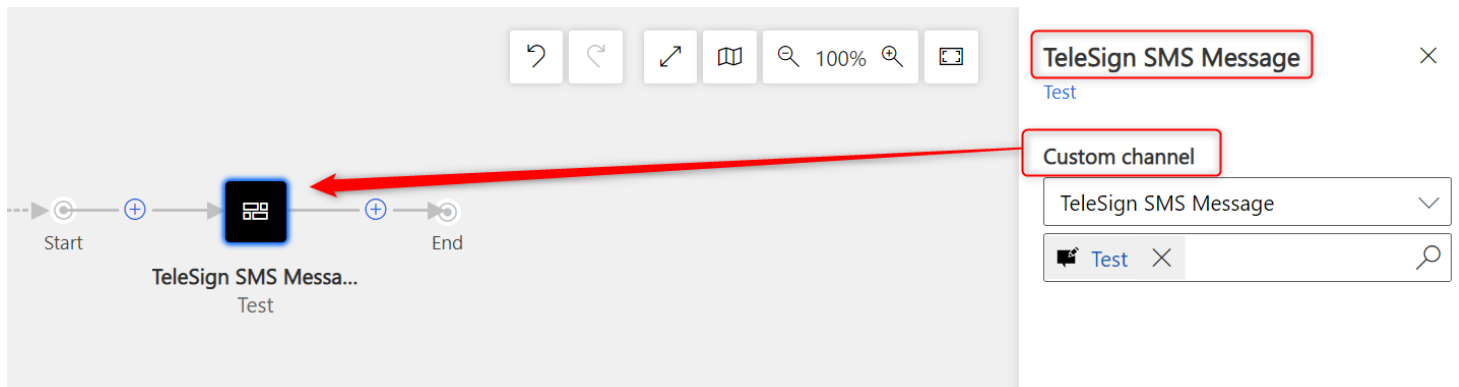 100%
Start
End
TeleSign SMS Messa...
Test
TeleSign SMS Message
Test
Custom channel
TeleSign SMS Message
Test